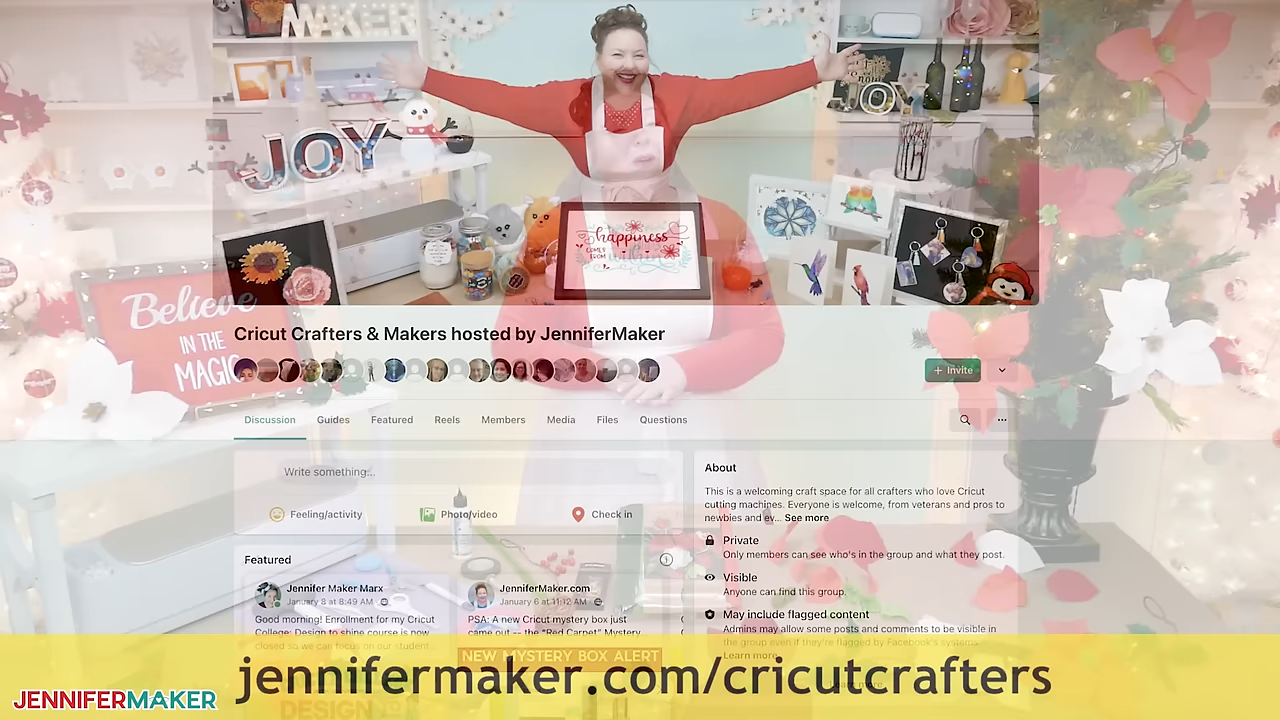 MAKER
JOY
JOY
happiness
COMES
FROM
Believe
IN THE
MAGIC
Cricut Crafters & Makers hosted by JenniferMaker
+ Invite
Discussion Guides Featured Reels Members Media Files Questions
Write something...
Feeling/activity Photo/video Check in
Featured
Jennifer Maker Marx
January 8 at 8:49 AM
Good morning! Enrollment for my Cricut
College: Design to shine course is now
closed so we can focus on our student...
JenniferMaker.com
January 6 at 11:12 AM
PSA: A new Cricut mystery box just
came out -- the "Red Carpet" Mystery
NEW MYSTERY BOX ALERT
DESIGN
About
This is a welcoming craft space for all crafters who love Cricut
cutting machines. Everyone is welcome, from veterans and pros to
newbies and ev... See more
Private
Only members can see who's in the group and what they post.
Visible
Anyone can find this group.
May include flagged content
Admins may allow some posts and comments to be visible in
the group even if they're flagged by Facebook's systems.
Learn more
jennifermaker.com/cricutcrafters
JENNIFERMAKER